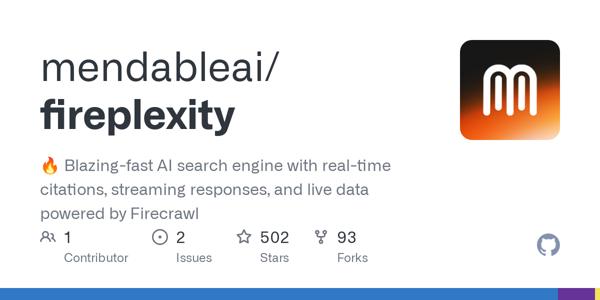 mendableai/
fireplexity
🔥 Blazing-fast AI search engine with real-time
citations, streaming responses, and live data
powered by Firecrawl
1 2 502 93
Contributor Issues Stars Forks